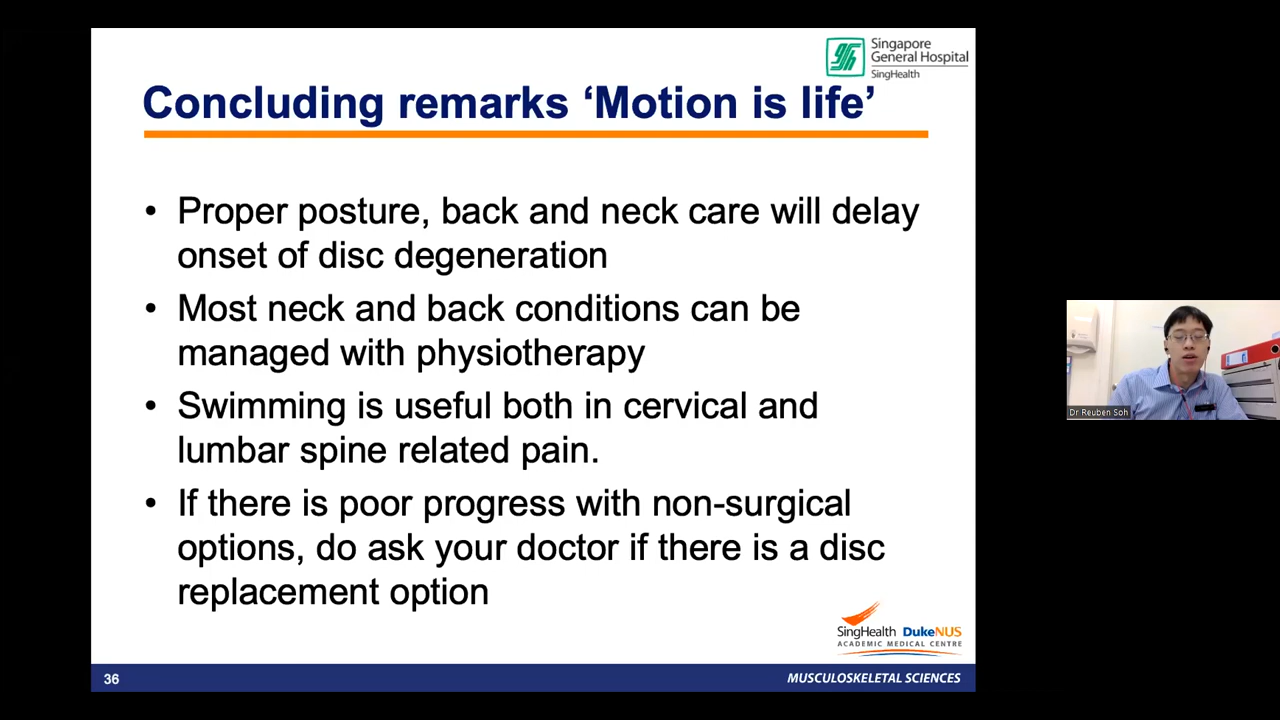 Singapore
General Hospital
SingHealth
Concluding remarks ‘Motion is life’
• Proper posture, back and neck care will delay
onset of disc degeneration
• Most neck and back conditions can be
managed with physiotherapy
• Swimming is useful both in cervical and
lumbar spine related pain.
• If there is poor progress with non-surgical
options, do ask your doctor if there is a disc
replacement option
SingHealth DukeNUS
ACADEMIC MEDICAL CENTRE
36
MUSCULOSKELETAL SCIENCES
Dr Reuben Soh